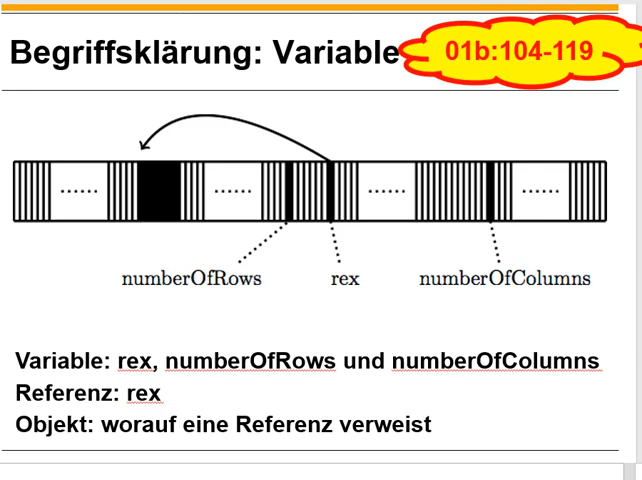 Begriffsklärung: Variable
01b:104-119
...... ...... ...... ......
numberOfRows rex numberOfColumns
Variable: rex, numberOfRows und numberOfColumns
Referenz: rex
Objekt: worauf eine Referenz verweist